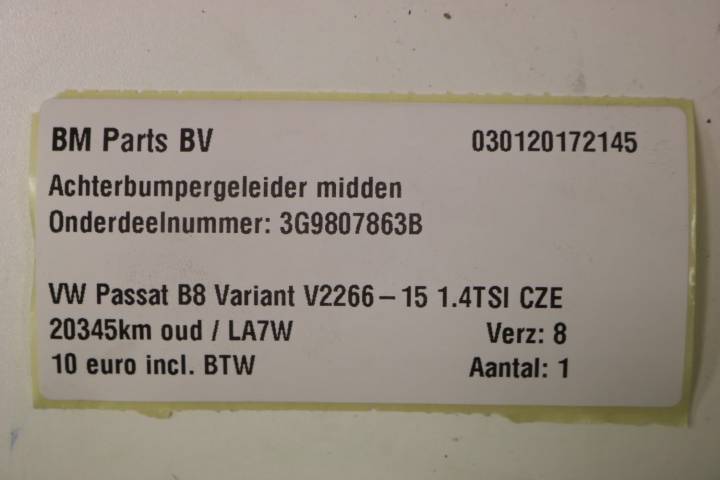 BM Parts BV 030120172145
Achterbumpergeleider midden
Onderdeelnummer: 3G9807863B
VW Passat B8 Variant V2266-15 1.4TSI CZE
20345km oud / LA7W Verz: 8
10 euro incl. BTW Aantal: 1